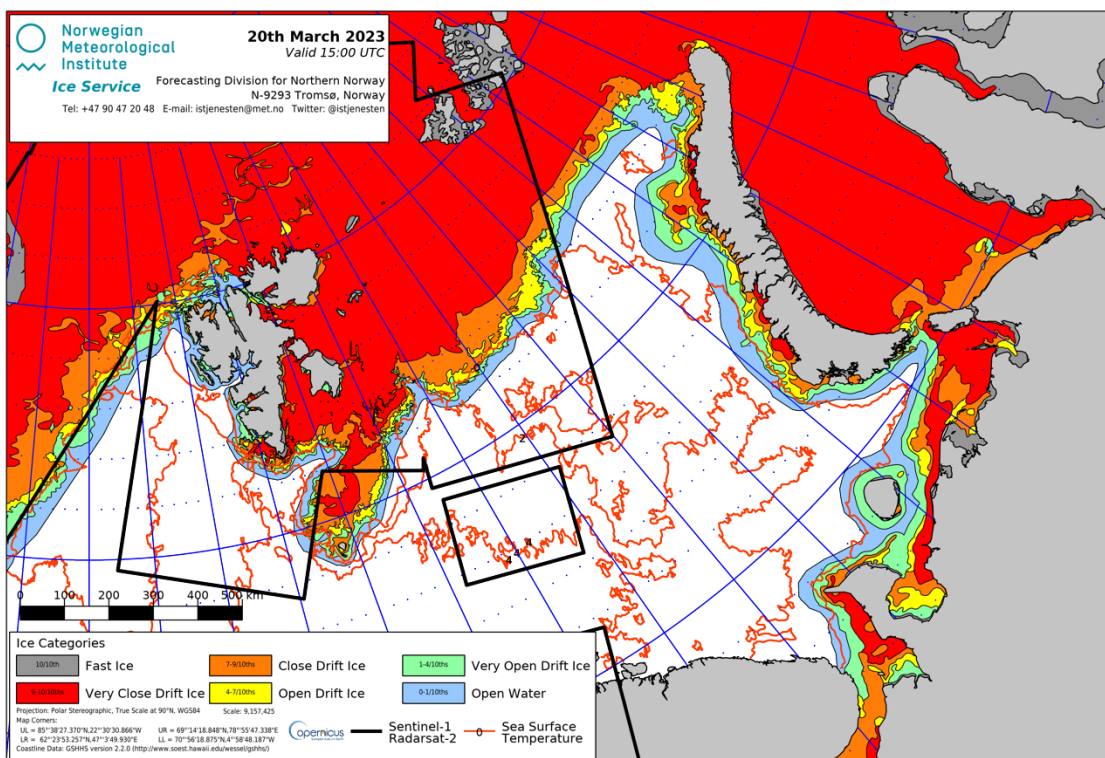 Norwegian
Meteorological
Institute
Ice Service
20th March 2023
Valid 15:00 UTC
Forecasting Division for Northern Norway
N-9293 Tromsø, Norway
Tel: +47 90 47 20 48 E-mail: istjenesten@met.no Twitter: @istjenesten
0 100 200 300 400 500 km
Ice Categories
10/10th Fast Ice
7-9/10ths Close Drift Ice
1-4/10ths Very Open Drift Ice
9-10/10ths Very Close Drift Ice
4-7/10ths Open Drift Ice
0-1/10ths Open Water
Projection: Polar Stereographic, True Scale at 90°N, WGS84 Scale: 9,157,425
Map Corners:
UL = 85°38'27.370"N,22°30'30.866"W UR = 69°14'18.848"N,78°55'47.338"E
LR = 62°23'53.257"N,47°3'49.930"E LL = 70°56'18.875"N,4°58'48.187"W
Coastline Data: GSHHS version 2.2.0 (http://www.soest.hawaii.edu/wessel/gshhs/)
opernicus
Sentinel-1
Radarsat-2
0 Sea Surface
Temperature